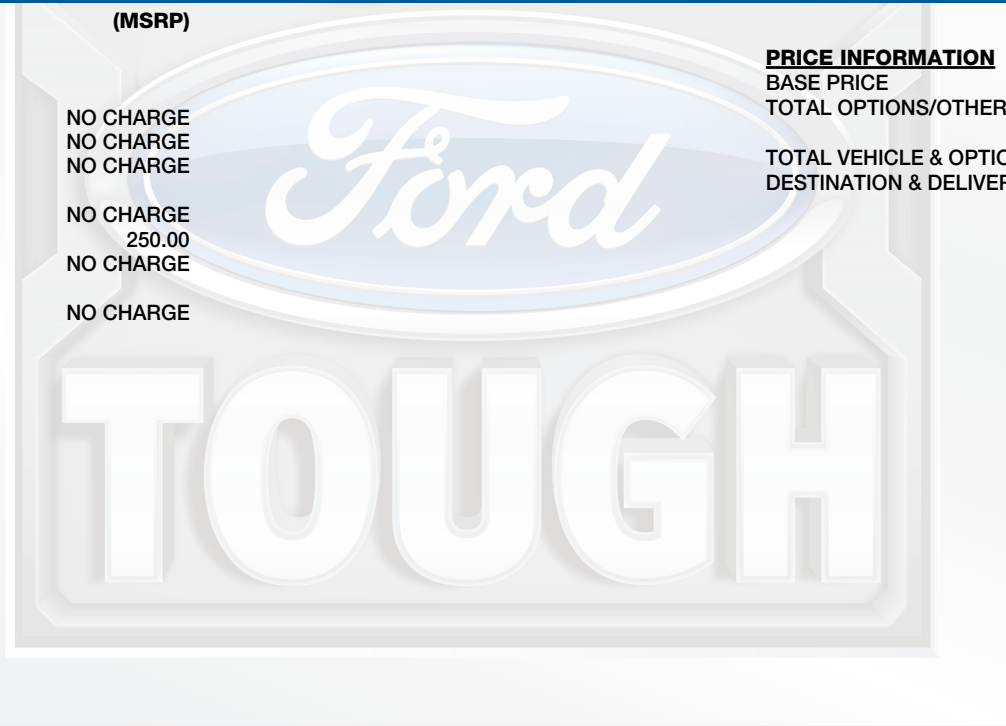 (MSRP)
NO CHARGE
NO CHARGE
NO CHARGE
NO CHARGE
250.00
NO CHARGE
NO CHARGE
PRICE INFORMATION
BASE PRICE
TOTAL OPTIONS/OTHER
TOTAL VEHICLE & OPTIO
DESTINATION & DELIVER
Ford
TOUGH